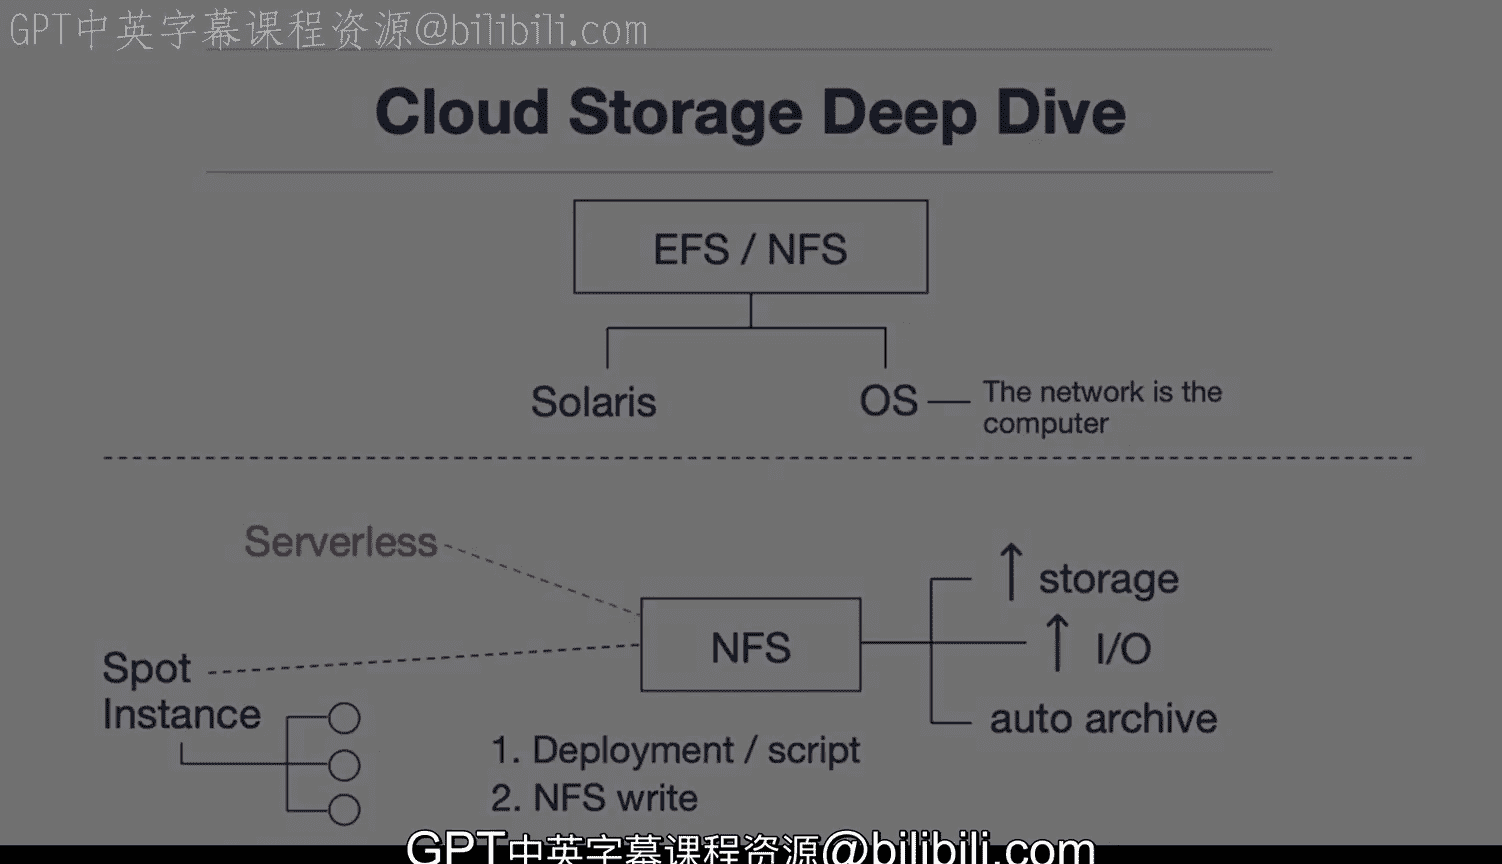 GPT中英字幕课程资源@bilibili.com
Cloud Storage Deep Dive
EFS / NFS
Solaris
OS
The network is the
computer
Serverless
storage
NFS
I/O
Spot
Instance
auto archive
1. Deployment / script
2. NFS write
GPT中英字幕课程资源@bilibili.com